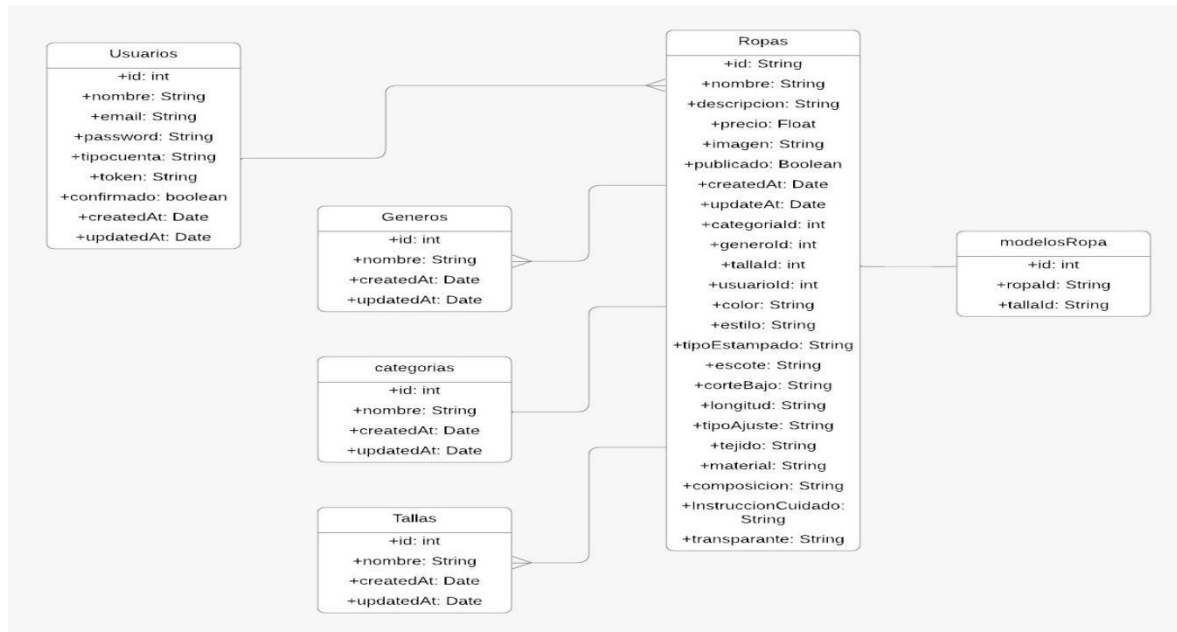 Usuarios
+id: int
+nombre: String
+email: String
+password: String
+tipocuenta: String
+token: String
+confirmado: boolean
+createdAt: Date
+updatedAt: Date
Generos
+id: int
+nombre: String
+createdAt: Date
+updatedAt: Date
categorias
+id: int
+nombre: String
+createdAt: Date
+updatedAt: Date
Tallas
+id: int
+nombre: String
+createdAt: Date
+updatedAt: Date
Ropas
+id: String
+nombre: String
+descripcion: String
+precio: Float
+imagen: String
+publicado: Boolean
+createdAt: Date
+updateAt: Date
+categoriaId: int
+generoId: int
+tallaId: int
+usuarioId: int
+color: String
+estilo: String
+tipoEstampado: String
+escote: String
+corteBajo: String
+longitud: String
+tipoAjuste: String
+tejido: String
+material: String
+composicion: String
+InstruccionCuidado:
String
+transparante: String
modelosRopa
+id: int
+ropaId: String
+tallaId: String